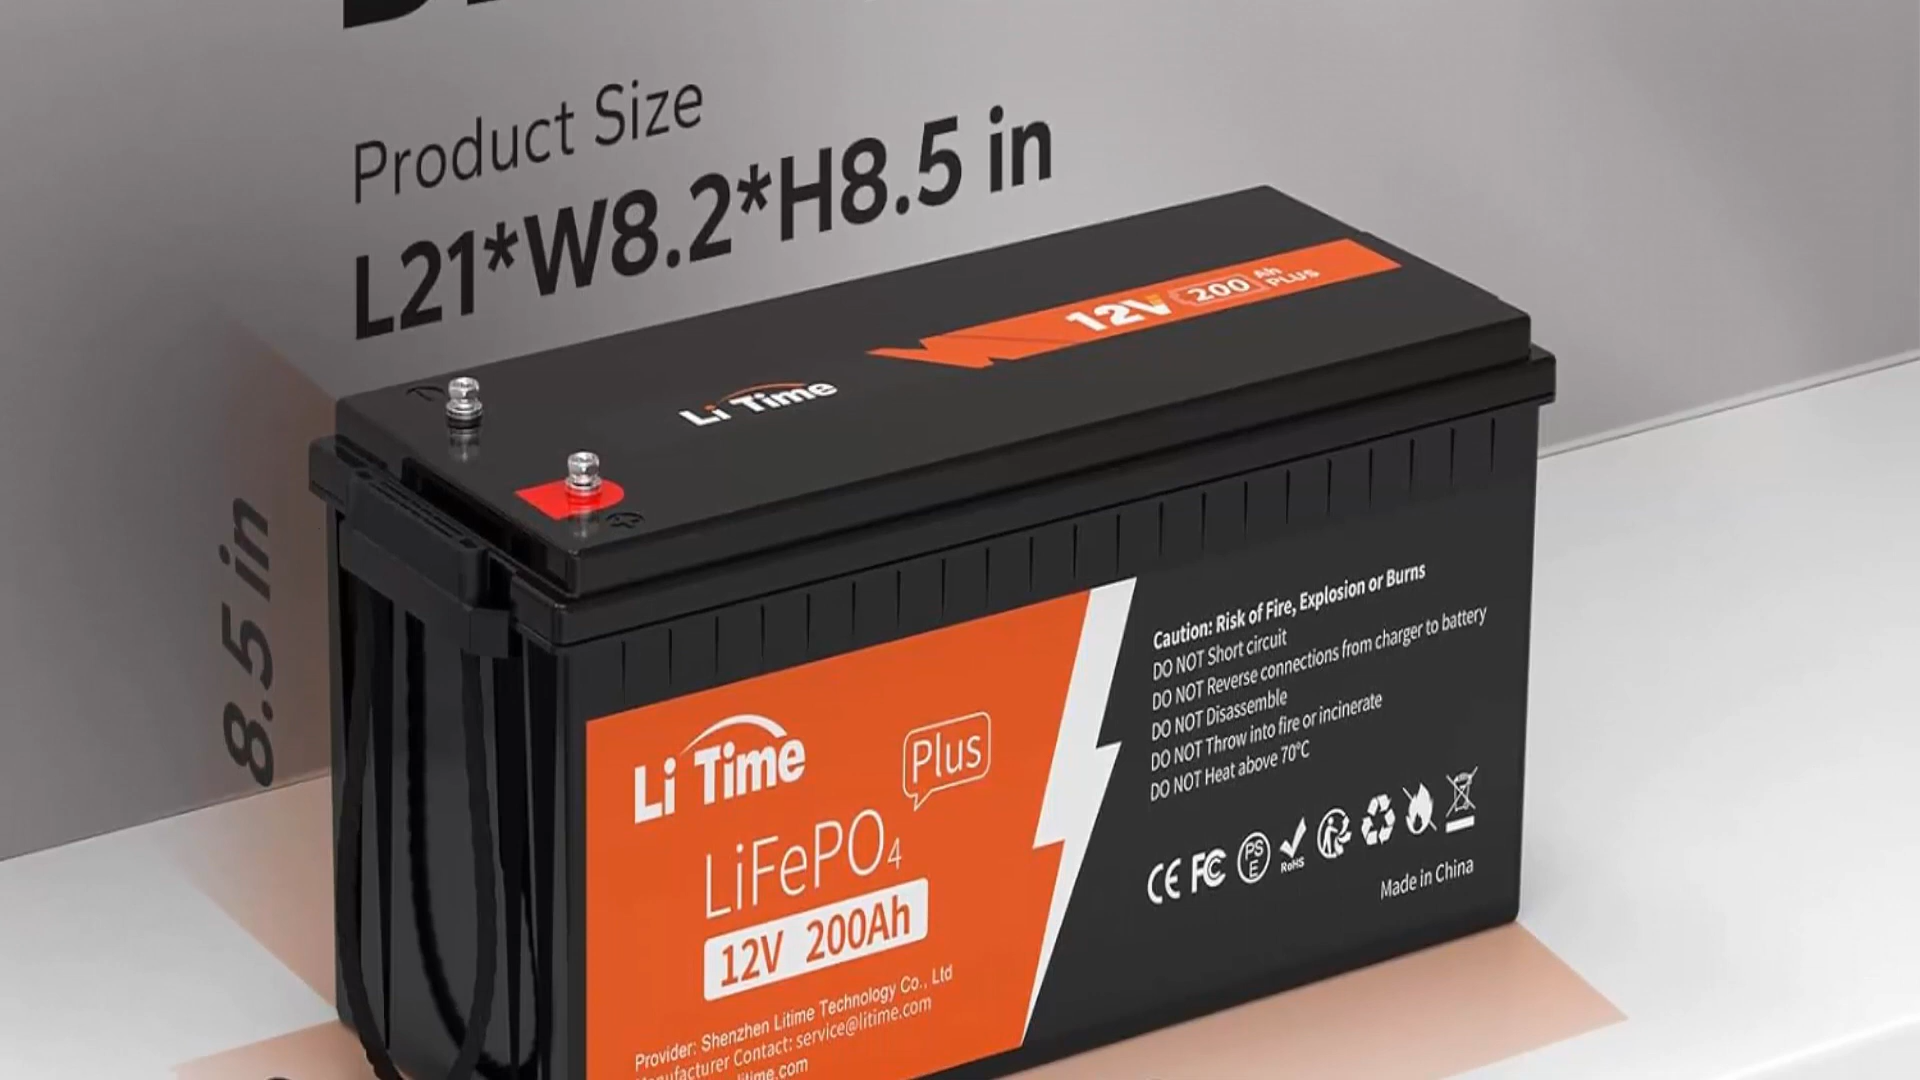 Product Size
L21*W8.2*H8.5 in
8.5 in
Li Time
12V 200 Ah PLUS
Li Time
Plus
LiFePO4
12V 200Ah
Provider: Shenzhen Litime Technology Co., Ltd
Manufacturer Contact: service@litime.com
litime.com
Caution: Risk of Fire, Explosion or Burns
DO NOT Short circuit
DO NOT Reverse connections from charger to battery
DO NOT Disassemble
DO NOT Throw into fire or incinerate
DO NOT Heat above 70°C
CE FC PS E RoHS
Made in China